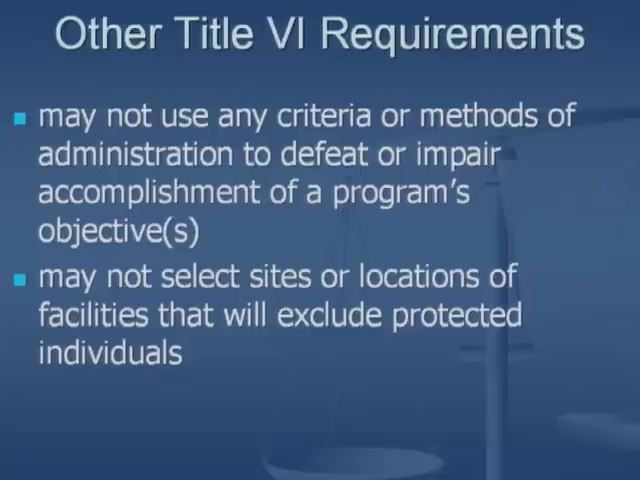 Other Title VI Requirements
may not use any criteria or methods of
administration to defeat or impair
accomplishment of a program's
objective(s)
may not select sites or locations of
facilities that will exclude protected
individuals